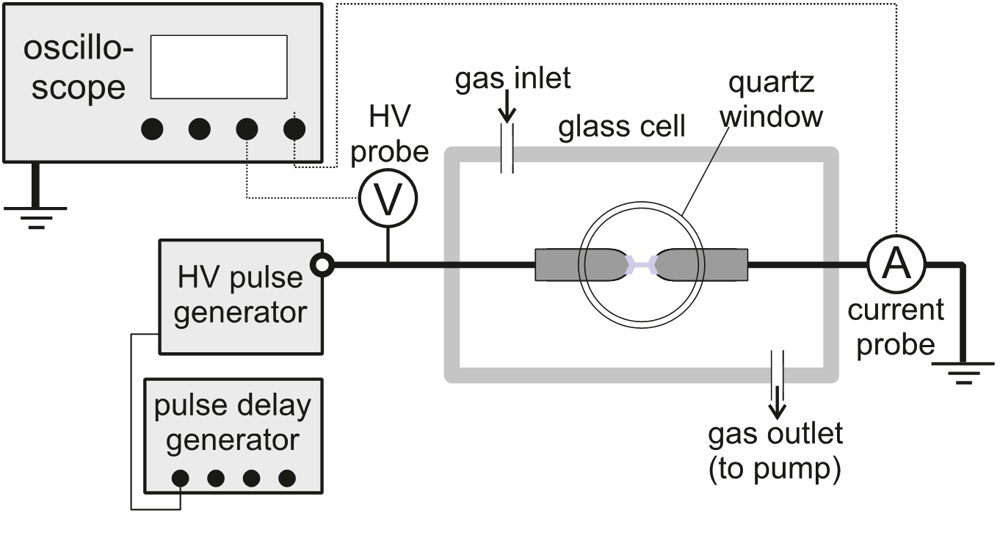 oscillo-
scope
gas inlet
quartz
window
HV
probe
glass cell
V
HV pulse
generator
A
current
probe
pulse delay
generator
gas outlet
(to pump)